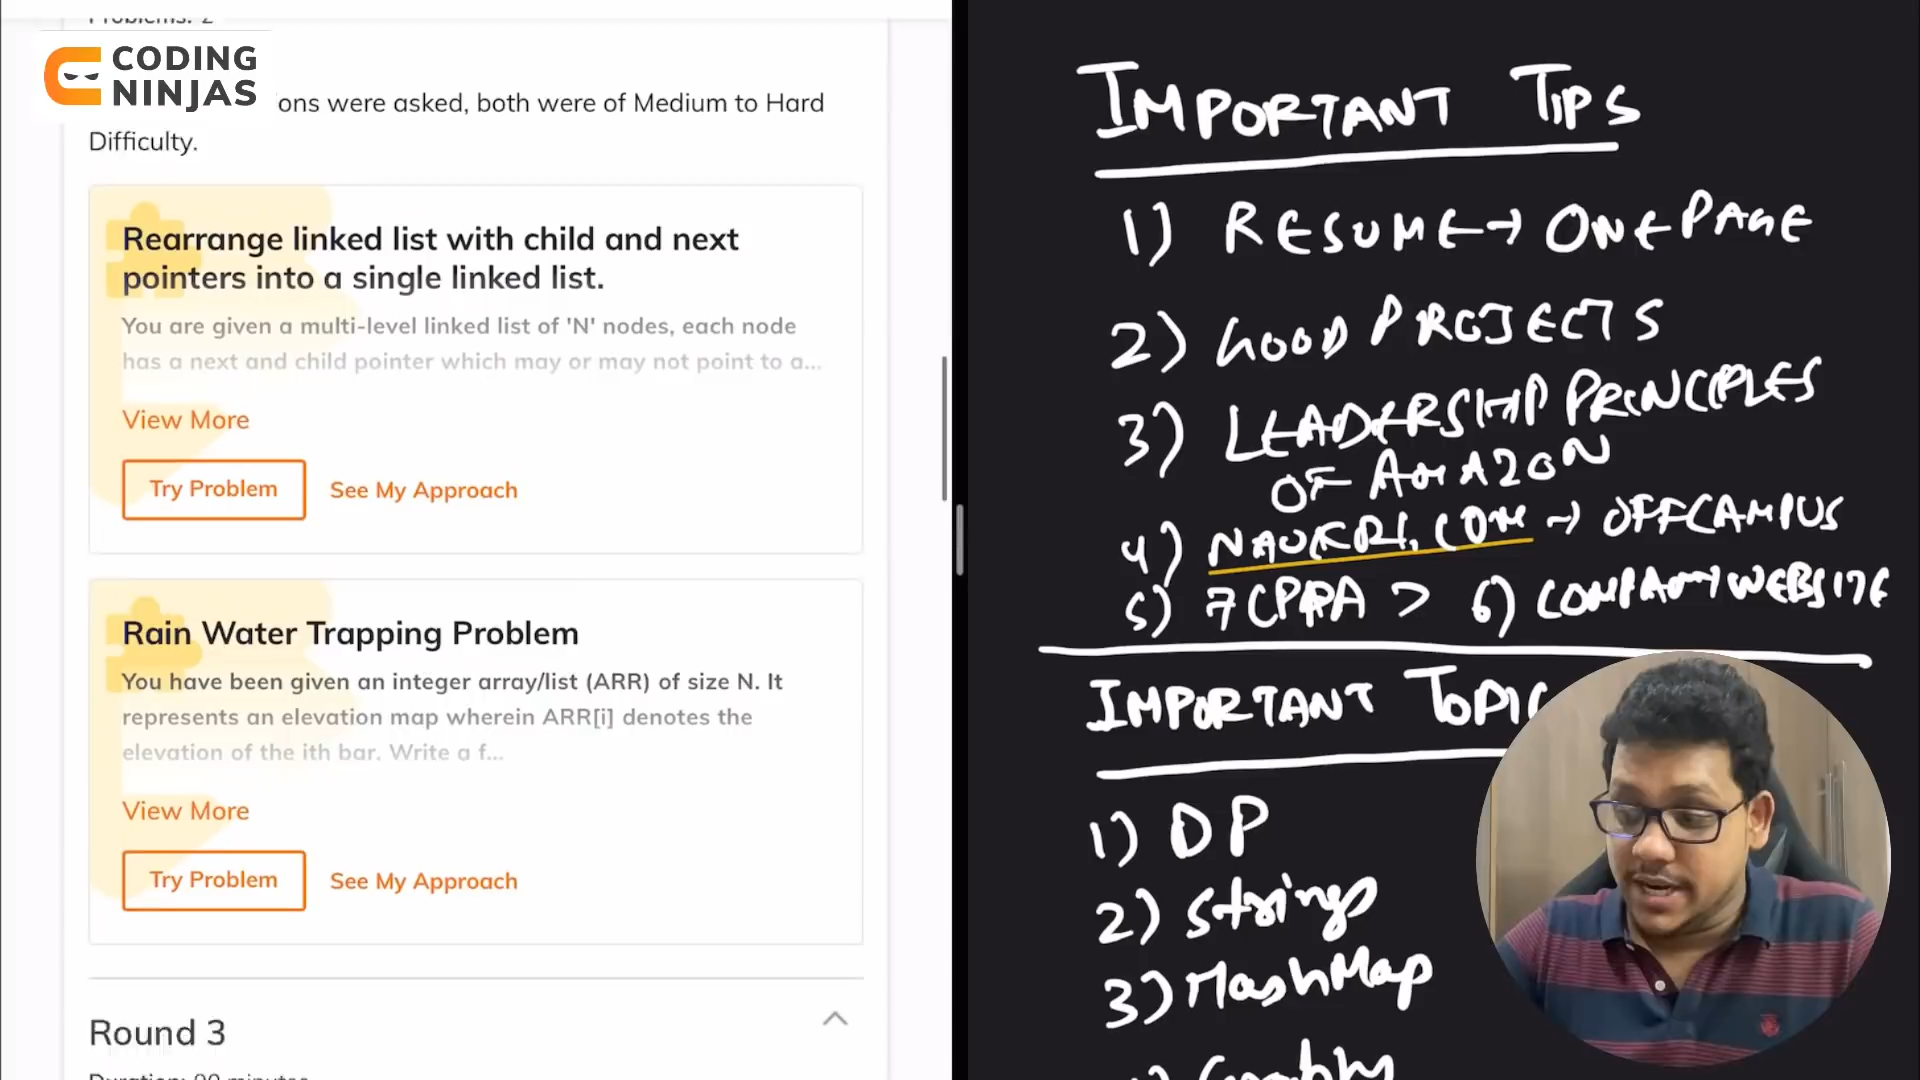 Problems: 2
CODING
NINJAS
ons were asked, both were of Medium to Hard
Difficulty.
Rearrange linked list with child and next
pointers into a single linked list.
You are given a multi-level linked list of 'N' nodes, each node
has a next and child pointer which may or may not point to a...
View More
Try Problem
See My Approach
Rain Water Trapping Problem
You have been given an integer array/list (ARR) of size N. It
represents an elevation map wherein ARR[i] denotes the
elevation of the ith bar. Write a f...
View More
Try Problem
See My Approach
Round 3
Duration: 90 minutes
IMPORTANT TIPS
1) RESUME → ONE PAGE
2) GOOD PROJECTS
3) LEADERSHIP PRINCIPLES
OF AMAZON
4) NAUKRI.COM → OFFCAMPUS
5) 7 CPPA > 6) COMPANY WEBSITE
IMPORTANT TOPIC
1) DP
2) Strings
3) HashMap